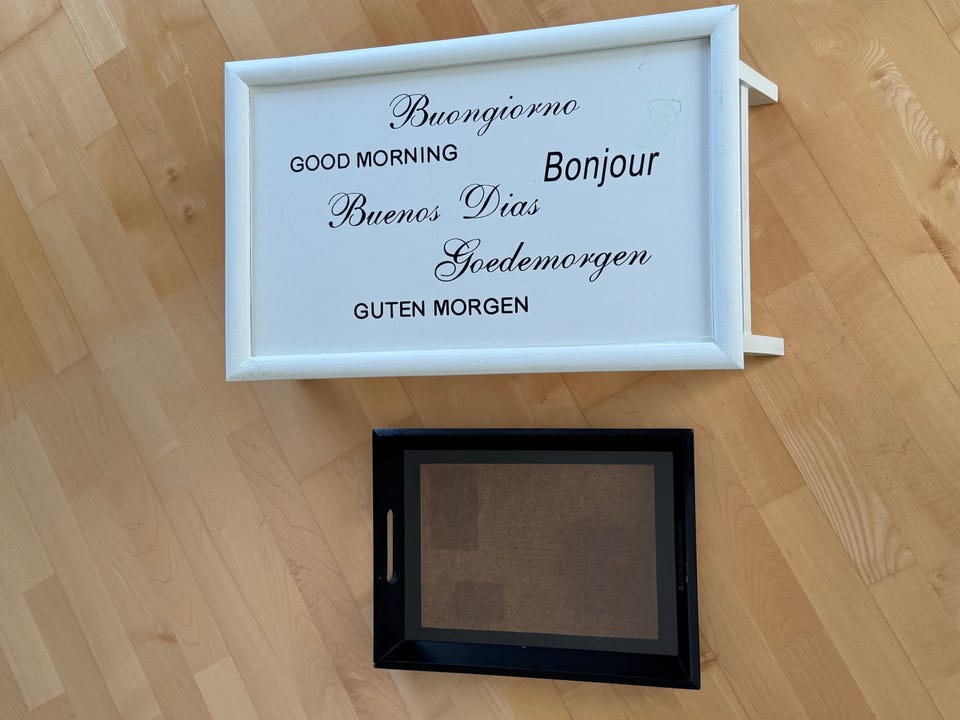 Buongiorno
GOOD MORNING
Bonjour
Buenos Dias
Goedemorgen
GUTEN MORGEN